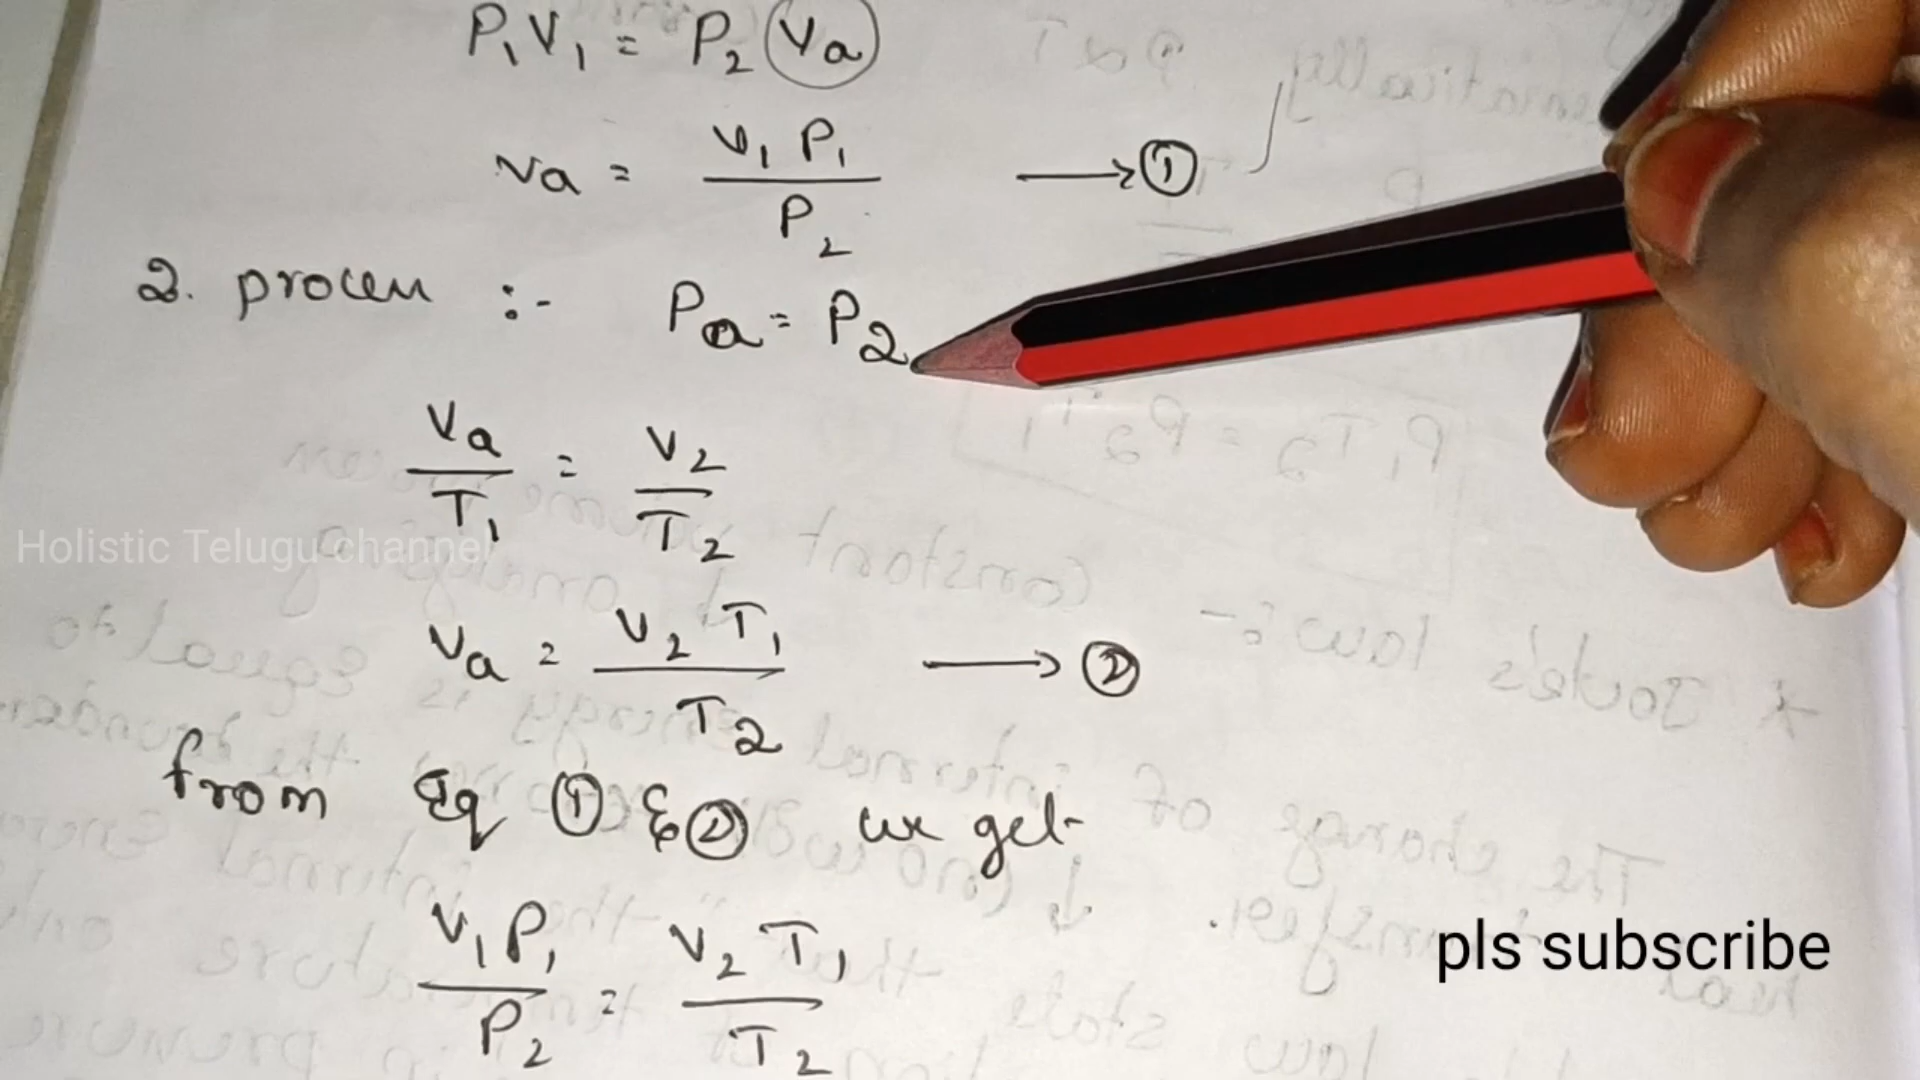 P₁V₁ = P₂ Va
Va = V₁ P₁ / P₂ → ①
2. process :- Pa = P₂
Va / T₁ = V₂ / T₂
Holistic Telugu channel
Va = V₂ T₁ / T₂ → ②
from Eq ① & ② we get
V₁ P₁ / P₂ = V₂ T₁ / T₂
pls subscribe